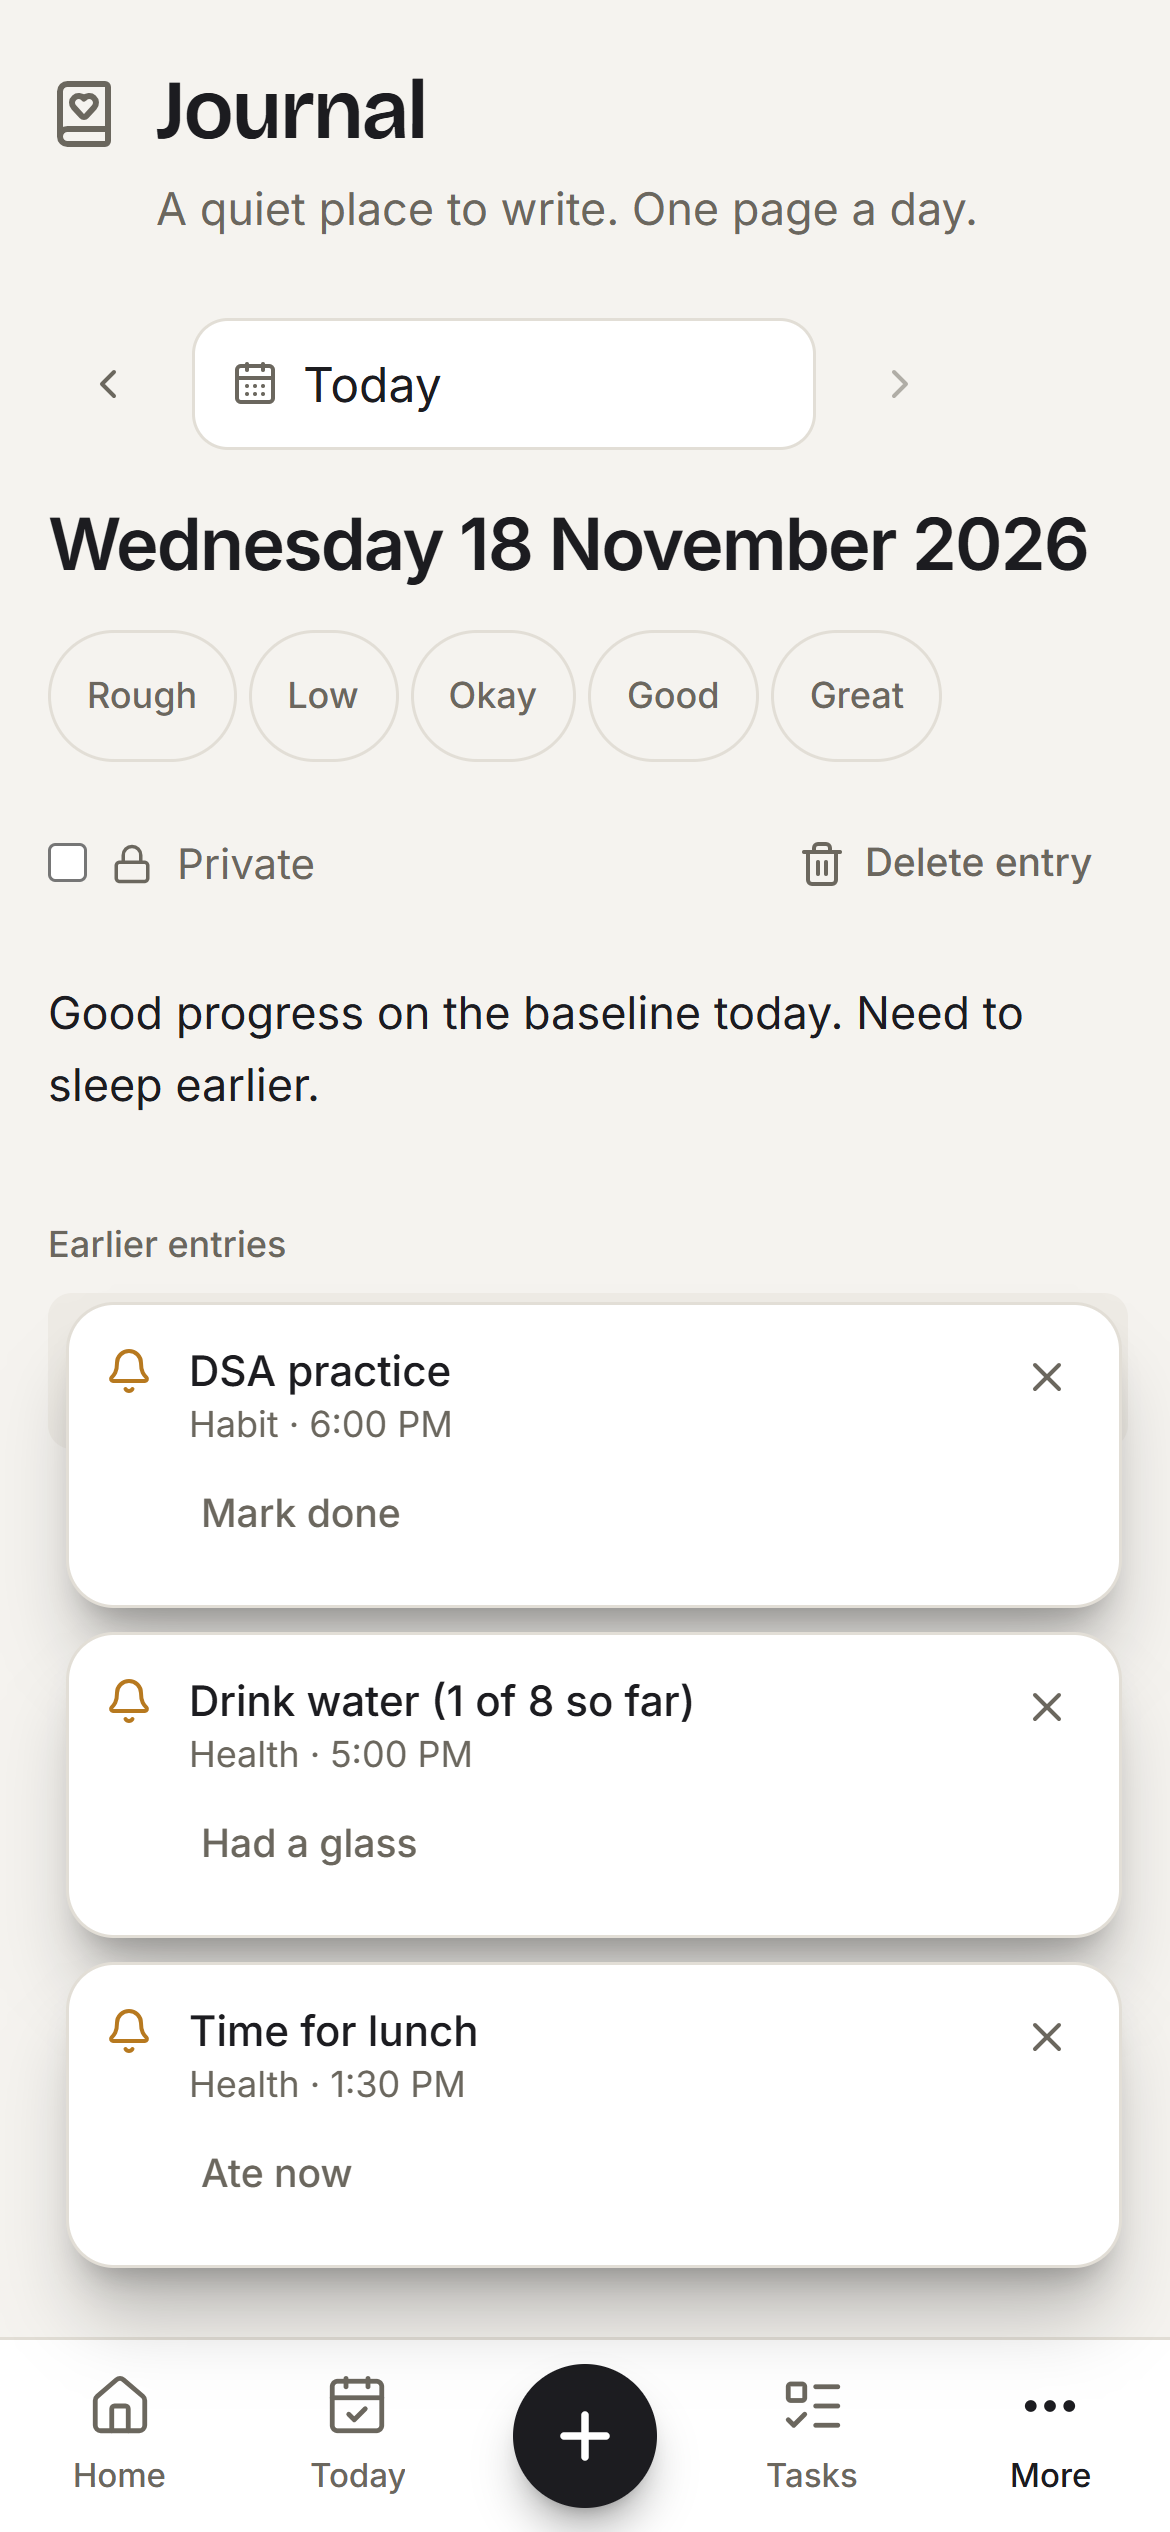 Journal
A quiet place to write. One page a day.
Today
Wednesday 18 November 2026
Rough Low Okay Good Great
Private Delete entry
Good progress on the baseline today. Need to
sleep earlier.
Earlier entries
DSA practice
Habit · 6:00 PM
Mark done
Drink water (1 of 8 so far)
Health · 5:00 PM
Had a glass
Time for lunch
Health · 1:30 PM
Ate now
Home Today Tasks More